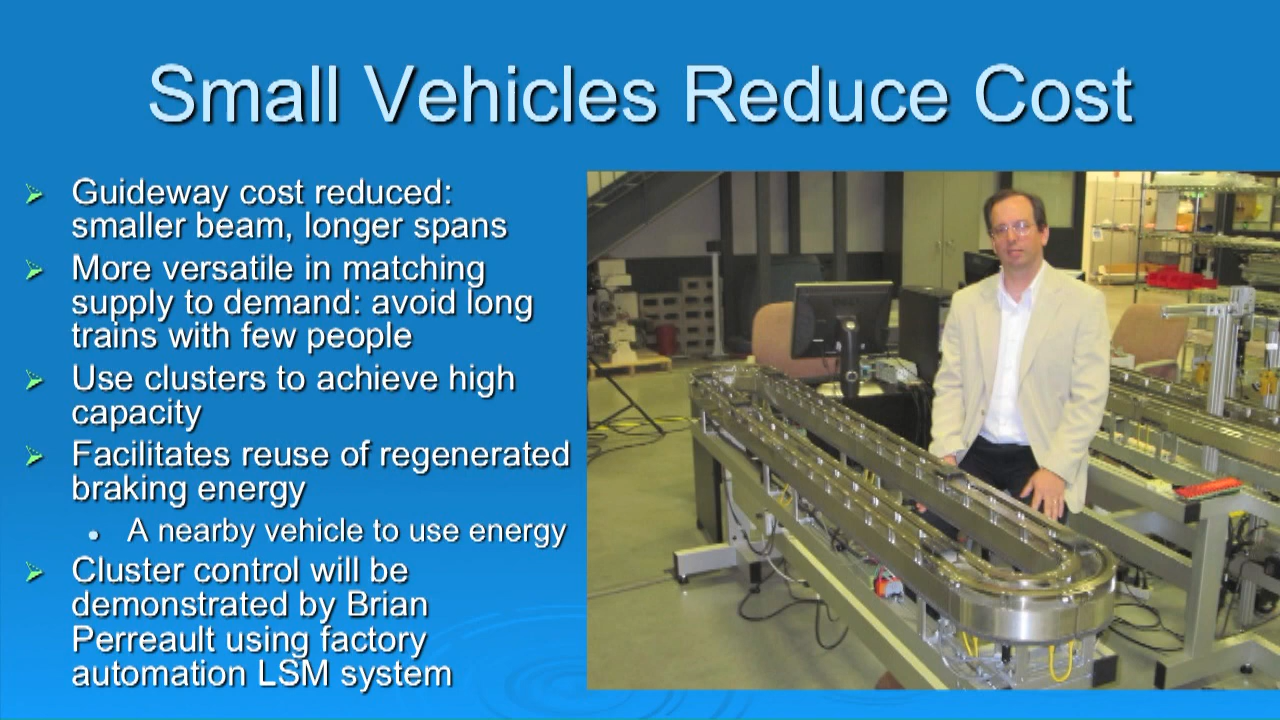 Small Vehicles Reduce Cost
Guideway cost reduced:
smaller beam, longer spans
More versatile in matching
supply to demand: avoid long
trains with few people
Use clusters to achieve high
capacity
Facilitates reuse of regenerated
braking energy
A nearby vehicle to use energy
Cluster control will be
demonstrated by Brian
Perreault using factory
automation LSM system